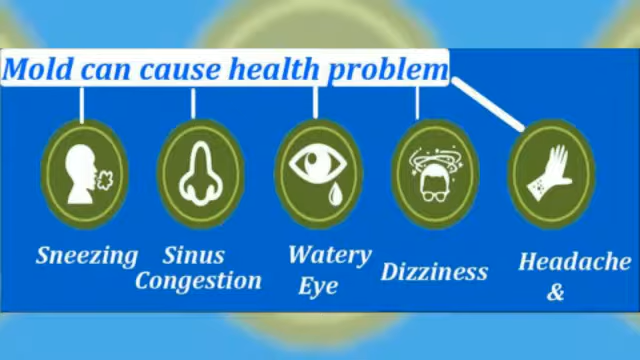 Mold can cause health problem
Sneezing
Sinus
Congestion
Watery
Eye
Dizziness
Headache
&